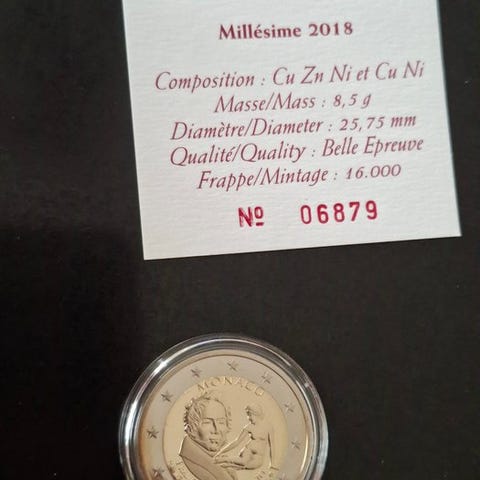 Millésime 2018
Composition : Cu Zn Ni et Cu Ni
Masse/Mass : 8,5 g
Diamètre/Diameter : 25,75 mm
Qualité/Quality : Belle Epreuve
Frappe/Mintage : 16.000
Nº 06879
MONACO